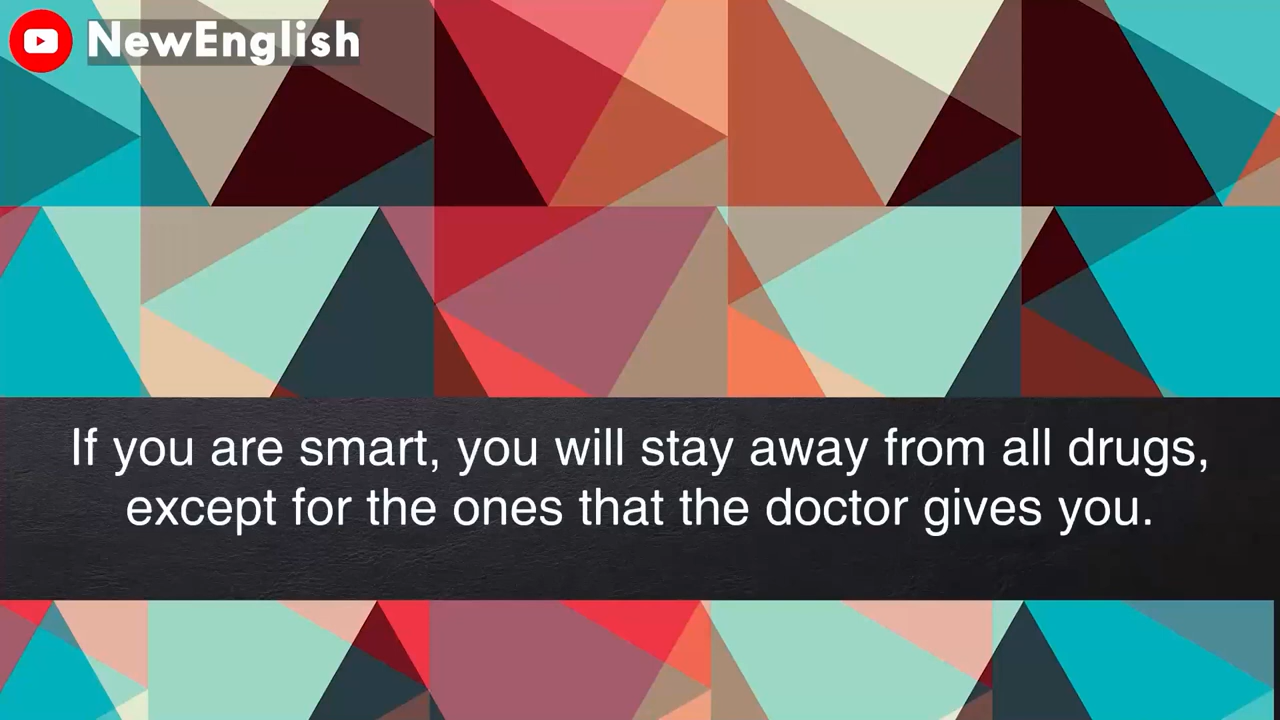 NewEnglish
If you are smart, you will stay away from all drugs,
except for the ones that the doctor gives you.